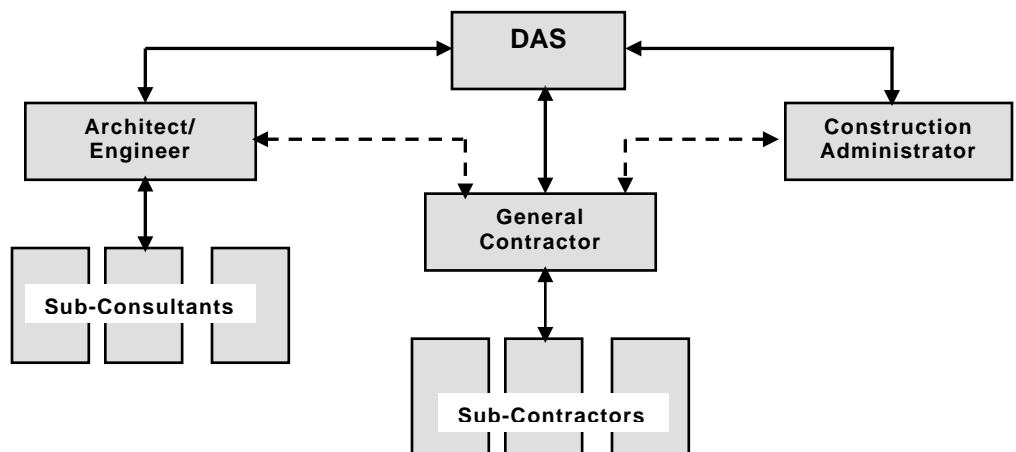 DAS
Architect/
Engineer
Construction
Administrator
General
Contractor
Sub-Consultants
Sub-Contractors